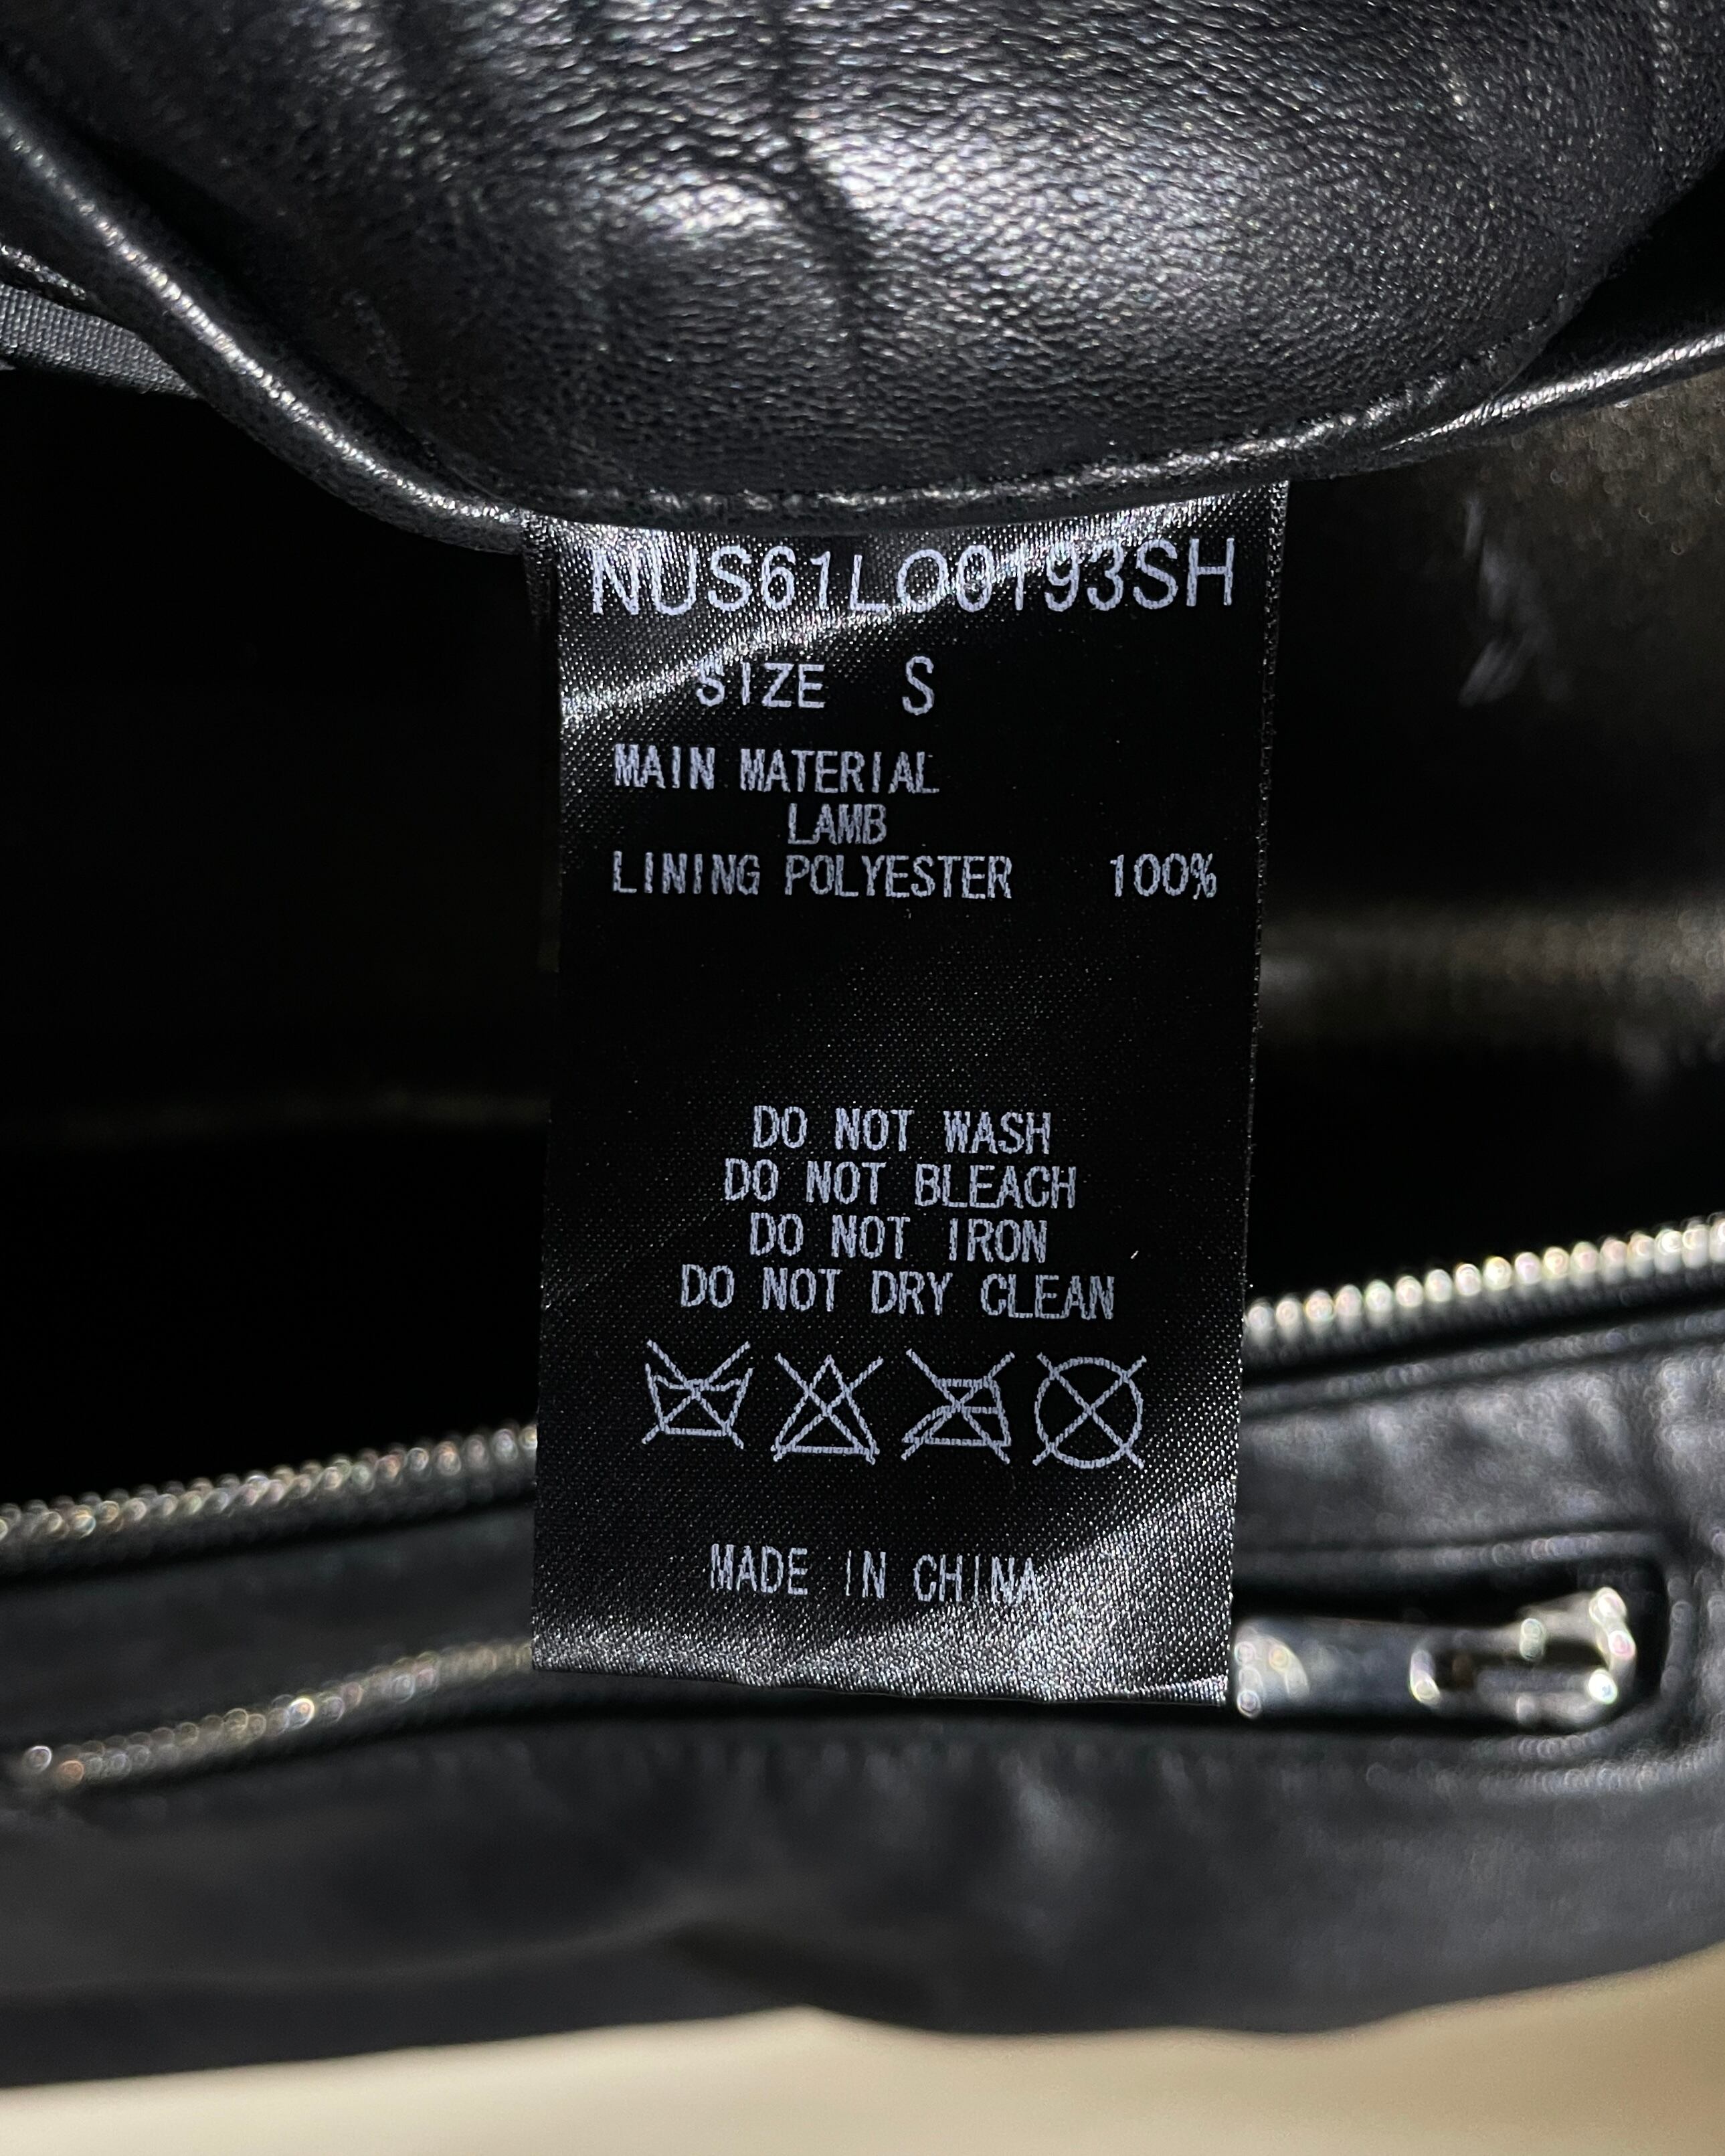 NUS61LO0193SH
SIZE S
MAIN MATERIAL
LAMB
LINING POLYESTER 100%
DO NOT WASH
DO NOT BLEACH
DO NOT IRON
DO NOT DRY CLEAN
MADE IN CHINA